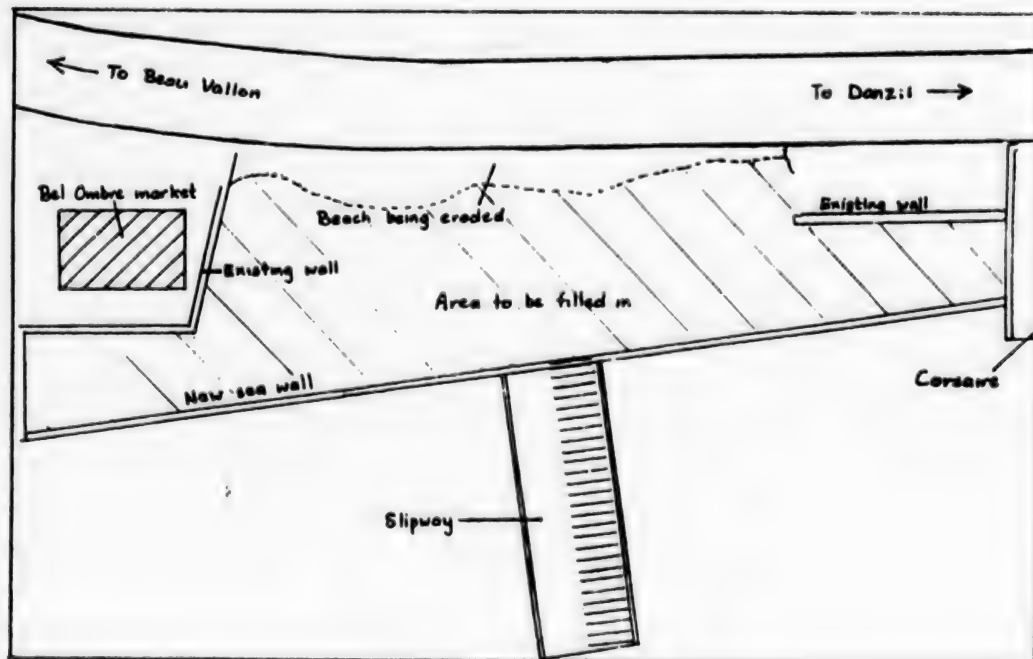 To Beau Vallon
To Danzil
Bel Ombre market
Beach being eroded
Existing wall
Existing wall
Area to be filled in
New sea wall
Corsaire
Slipway